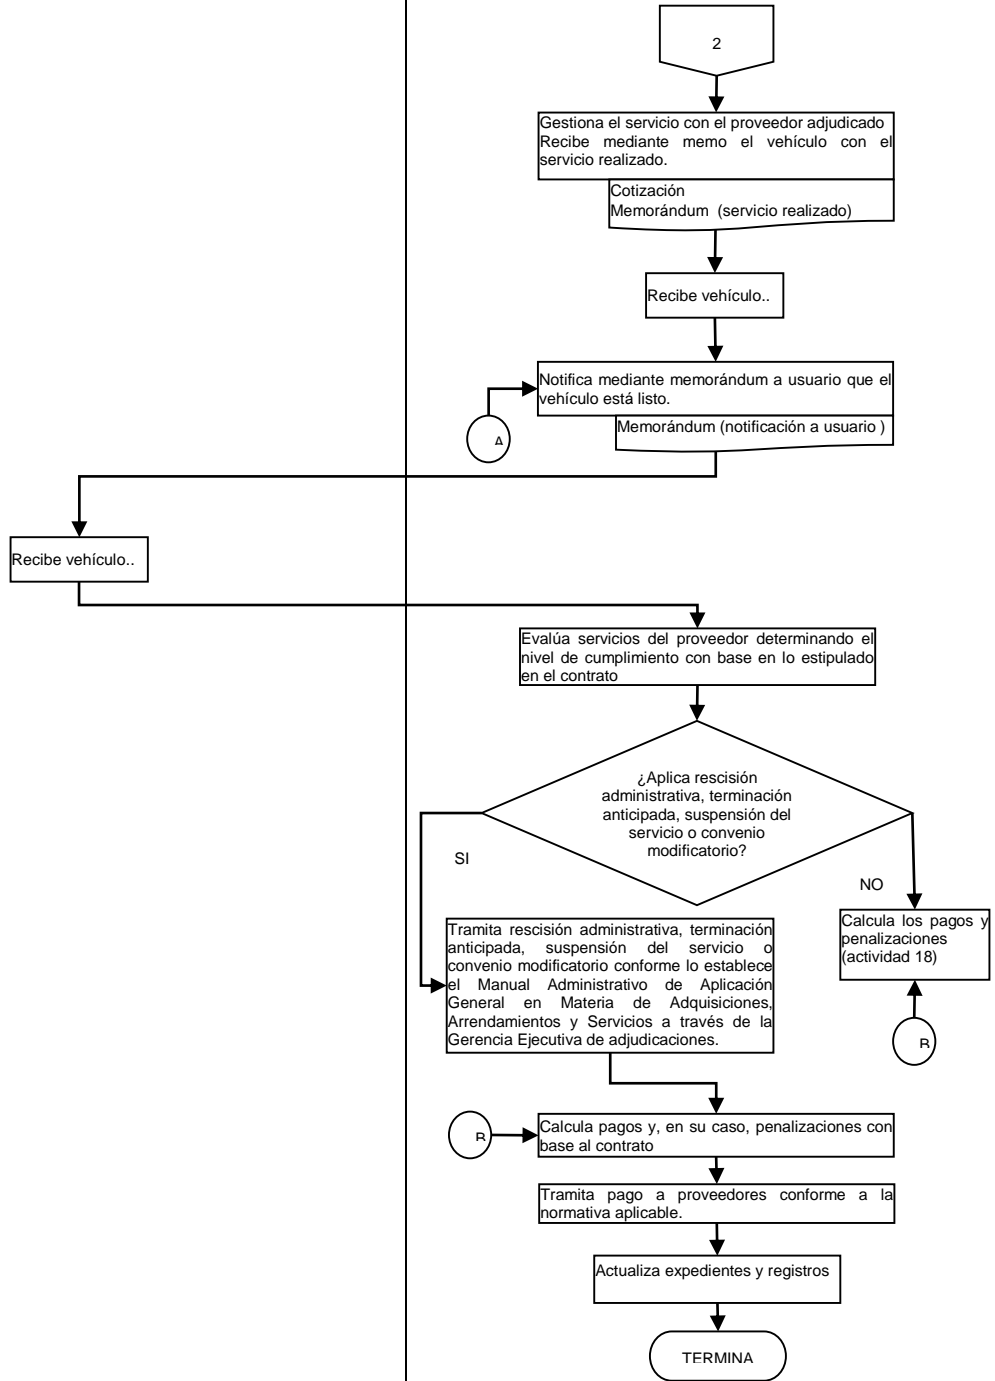 2
Gestiona el servicio con el proveedor adjudicado
Recibe mediante memo el vehículo con el
servicio realizado.
Cotización
Memorándum (servicio realizado)
Recibe vehículo..
Notifica mediante memorándum a usuario que el
vehículo está listo.
Memorándum (notificación a usuario )
A
Recibe vehículo..
Evalúa servicios del proveedor determinando el
nivel de cumplimiento con base en lo estipulado
en el contrato
¿Aplica rescisión
administrativa, terminación
anticipada, suspensión del
servicio o convenio
modificatorio?
SI
NO
Tramita rescisión administrativa, terminación
anticipada, suspensión del servicio o
convenio modificatorio conforme lo establece
el Manual Administrativo de Aplicación
General en Materia de Adquisiciones,
Arrendamientos y Servicios a través de la
Gerencia Ejecutiva de adjudicaciones.
Calcula los pagos y
penalizaciones
(actividad 18)
B
B
Calcula pagos y, en su caso, penalizaciones con
base al contrato
Tramita pago a proveedores conforme a la
normativa aplicable.
Actualiza expedientes y registros
TERMINA